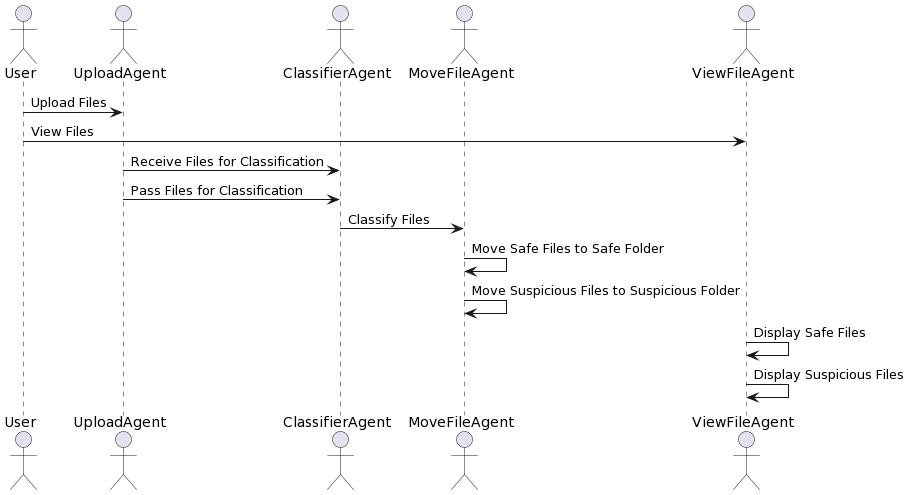 User UploadAgent ClassifierAgent MoveFileAgent ViewFileAgent
Upload Files
View Files
Receive Files for Classification
Pass Files for Classification
Classify Files
Move Safe Files to Safe Folder
Move Suspicious Files to Suspicious Folder
Display Safe Files
Display Suspicious Files
User UploadAgent ClassifierAgent MoveFileAgent ViewFileAgent